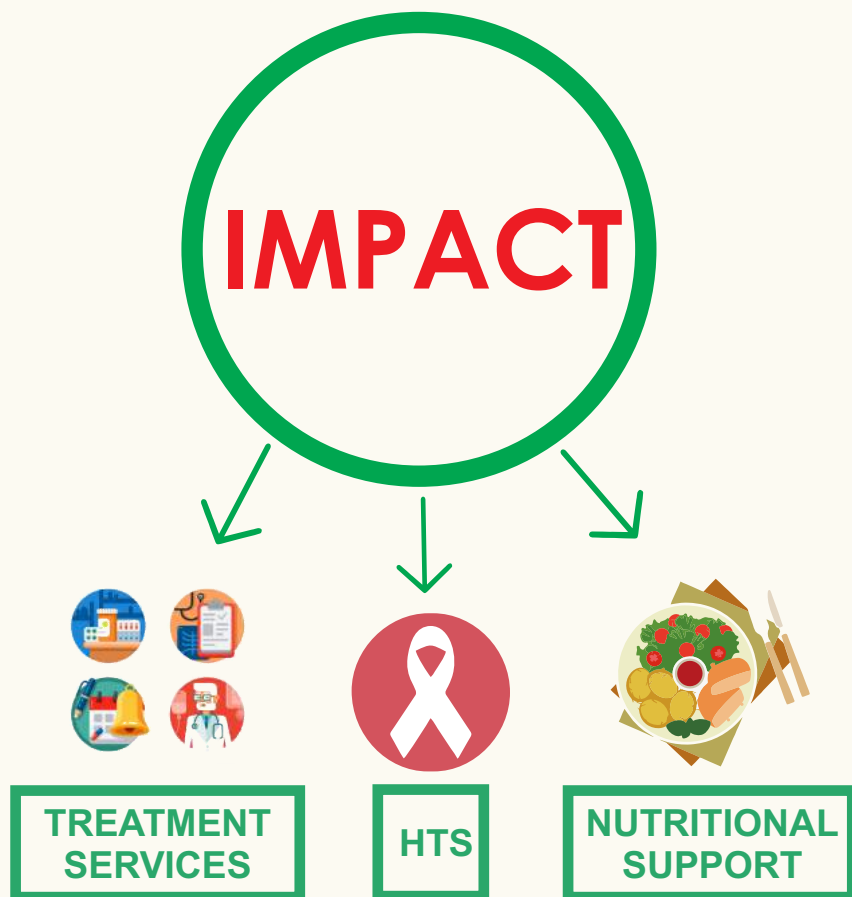 IMPACT
TREATMENT
SERVICES
HTS
NUTRITIONAL
SUPPORT